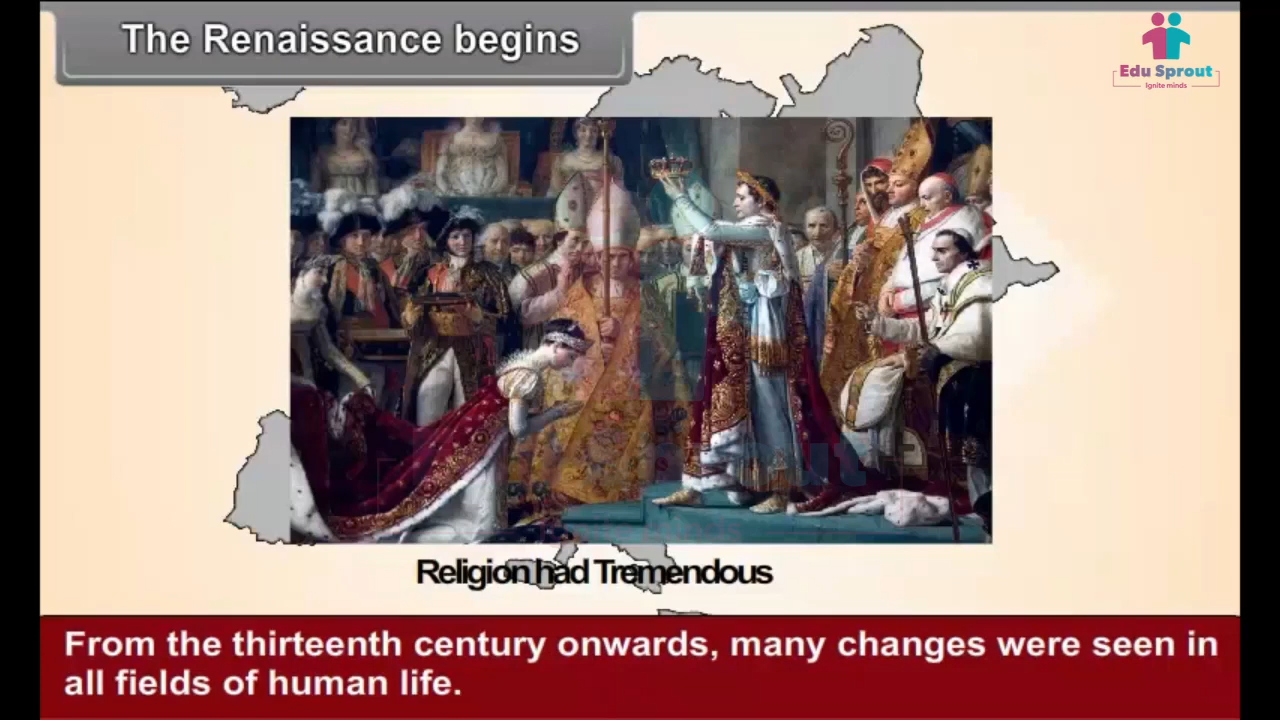 The Renaissance begins
Edu Sprout
Ignite minds
Religion had Tremendous
From the thirteenth century onwards, many changes were seen in
all fields of human life.